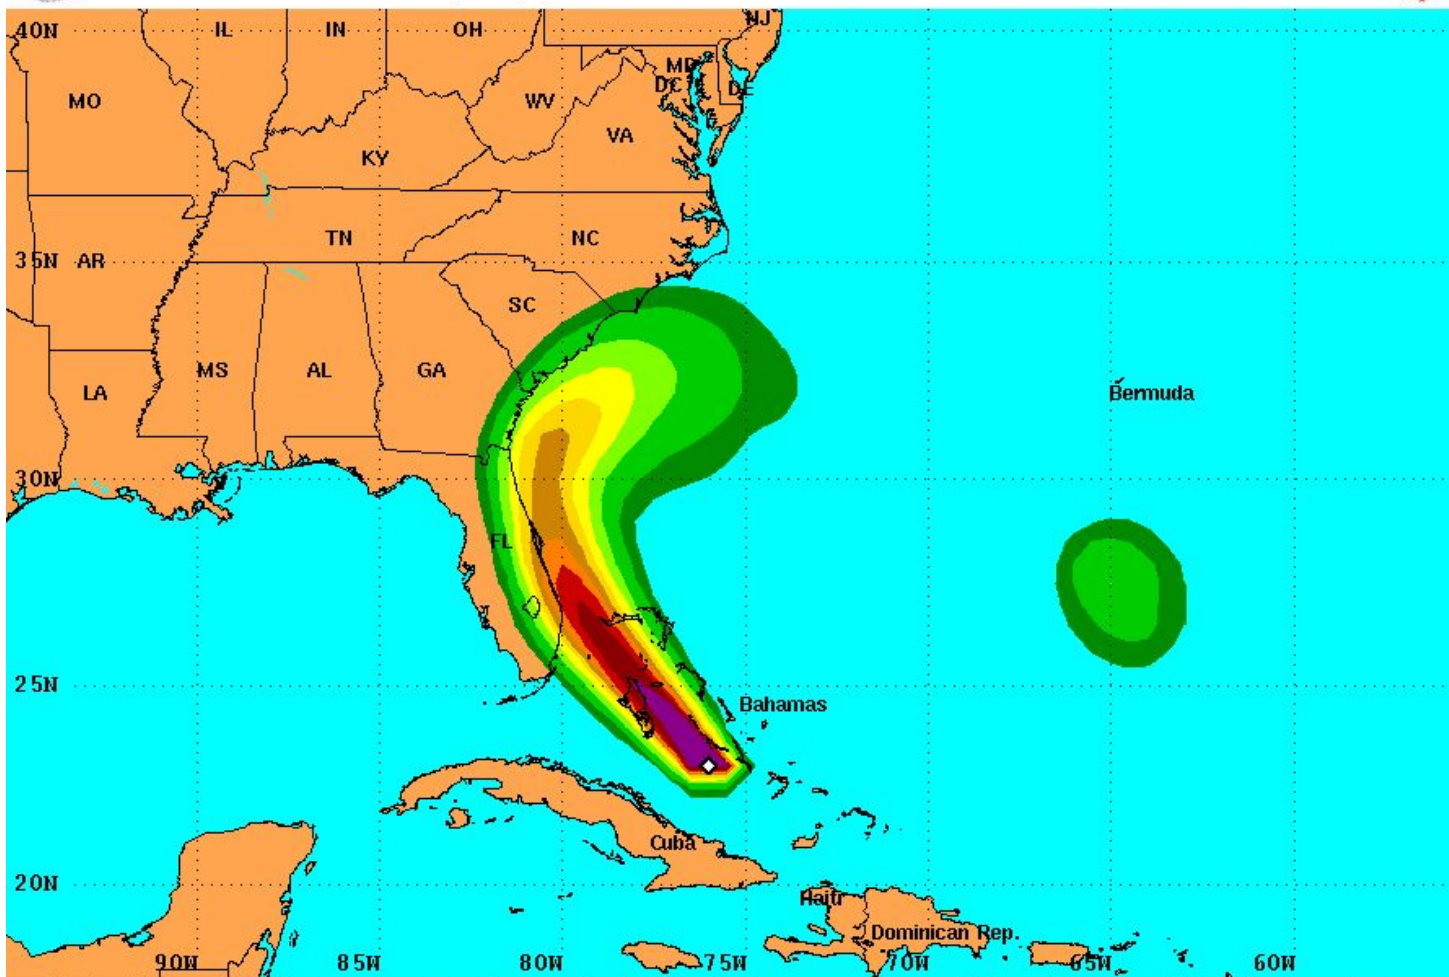 40N
IL
IN
OH
NJ
MO
WV
MD
DC
DE
VA
KY
TN
NC
35N
AR
SC
MS
AL
GA
LA
Bermuda
30N
FL
25N
Bahamas
Cuba
20N
Haiti
Dominican Rep.
90W
85W
80W
75W
70W
65W
60W